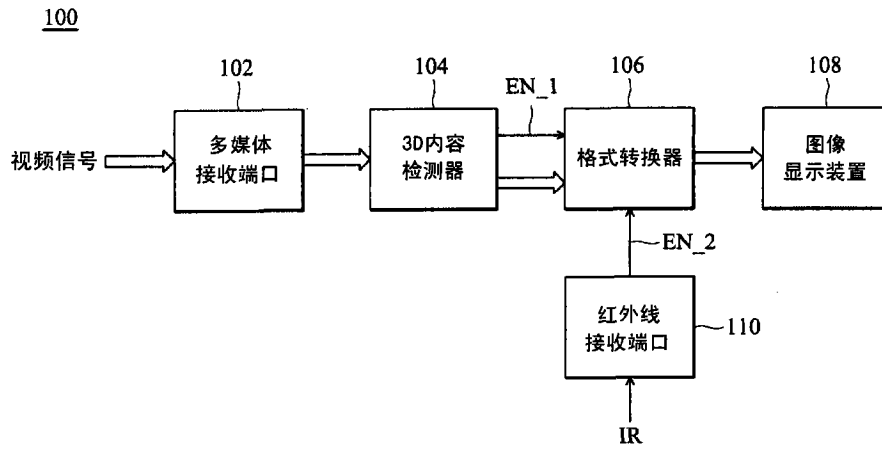 100
102
104
EN_1
106
108
视频信号
多媒体
接收端口
3D内容
检测器
格式转换器
图像
显示装置
EN_2
红外线
接收端口
110
IR